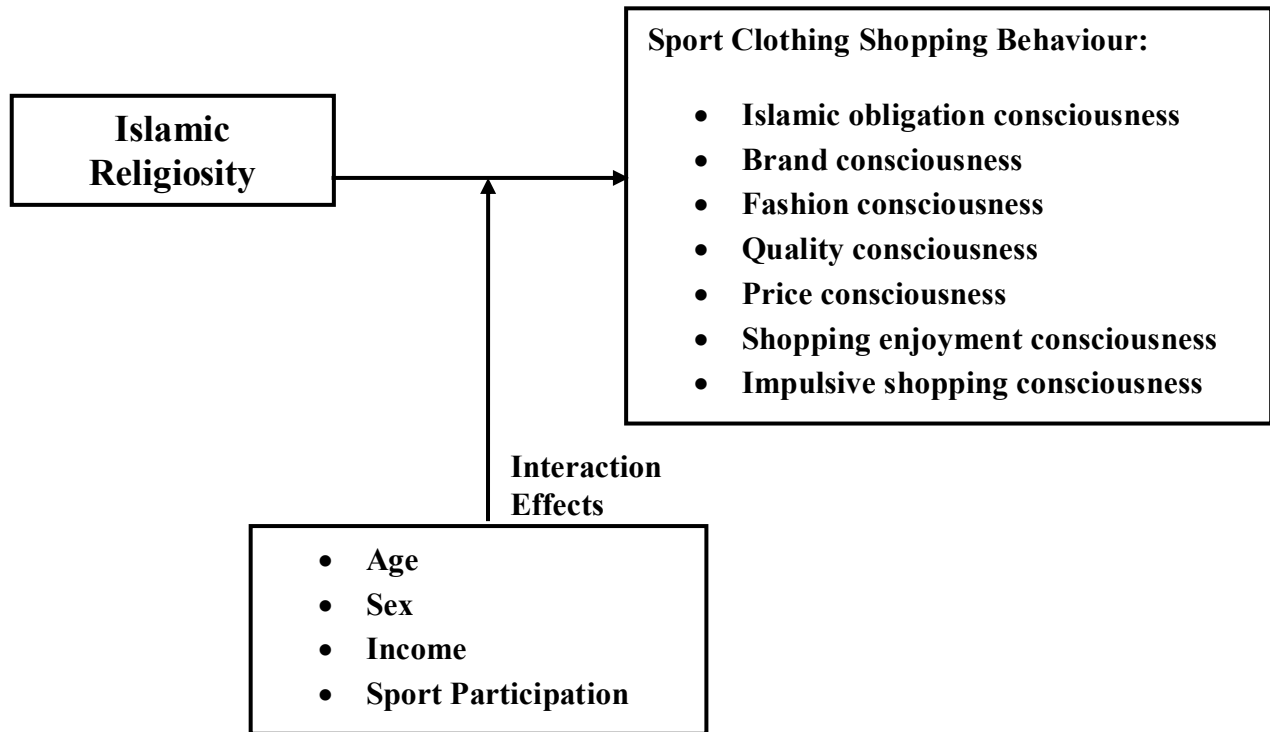 Islamic
Religiosity
Sport Clothing Shopping Behaviour:
• Islamic obligation consciousness
• Brand consciousness
• Fashion consciousness
• Quality consciousness
• Price consciousness
• Shopping enjoyment consciousness
• Impulsive shopping consciousness
Interaction
Effects
• Age
• Sex
• Income
• Sport Participation